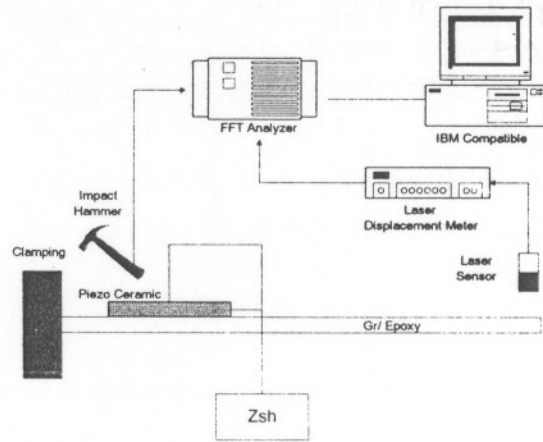 FFT Analyzer
IBM Compatible
Impact
Hammer
Laser
Displacement Meter
Clamping
Laser
Sensor
Piezo Ceramic
Gr/ Epoxy
Zsh